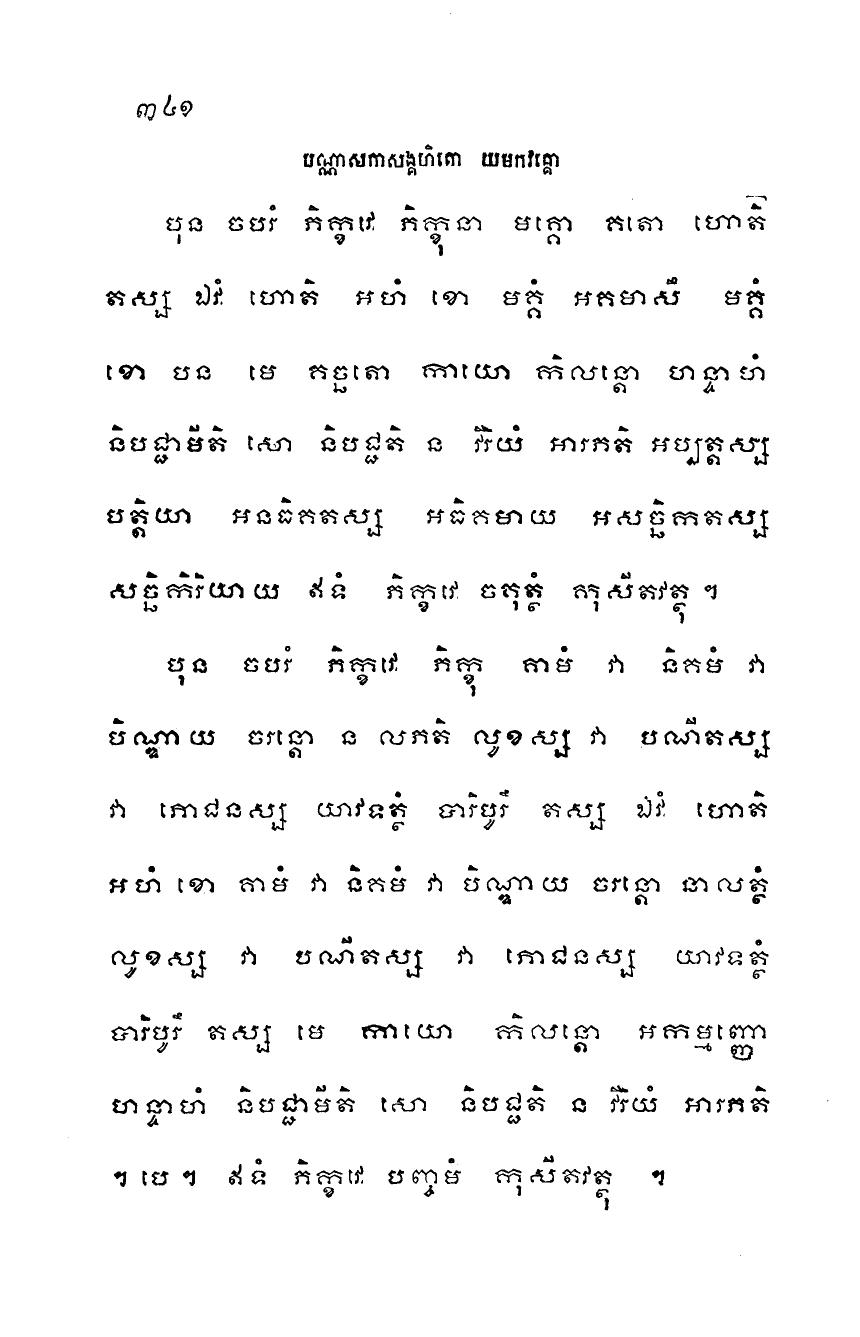 ៣៤១
បណ្ណាសកាសង្គហិតោ យមកវគ្គោ
បុន ចបរំ ភិក្ខវេ ភិក្ខុនា មគ្គោ គតោ ហោតិ
តស្ស ឯវំ ហោតិ អហំ ខោ មគ្គំ អគមាសឹ មគ្គំ
ខោ បន មេ គច្ឆតោ កាយោ កិលន្តោ ហន្ទាហំ
និបជ្ជាមីតិ សោ និបជ្ជតិ ន វីរិយំ អារភតិ អប្បត្តស្ស
បត្តិយា អនធិគតស្ស អធិគមាយ អសច្ឆិកតស្ស
សច្ឆិកិរិយាយ ឥទំ ភិក្ខវេ ចតុត្ថំ កុសីតវត្ថុ ។
បុន ចបរំ ភិក្ខវេ ភិក្ខុ គាមំ វា និគមំ វា
បិណ្ឌាយ ចរន្តោ ន លភតិ លូខស្ស វា បណីតស្ស
វា ភោជនស្ស យាវទត្ថំ បារិបូរឹ តស្ស ឯវំ ហោតិ
អហំ ខោ គាមំ វា និគមំ វា បិណ្ឌាយ ចរន្តោ នាលត្ថំ
លូខស្ស វា បណីតស្ស វា ភោជនស្ស យាវទត្ថំ
បារិបូរឹ តស្ស មេ កាយោ កិលន្តោ អកម្មញ្ញោ
ហន្ទាហំ និបជ្ជាមីតិ សោ និបជ្ជតិ ន វីរិយំ អារភតិ
។ បេ ។ ឥទំ ភិក្ខវេ បញ្ចមំ កុសីតវត្ថុ ។